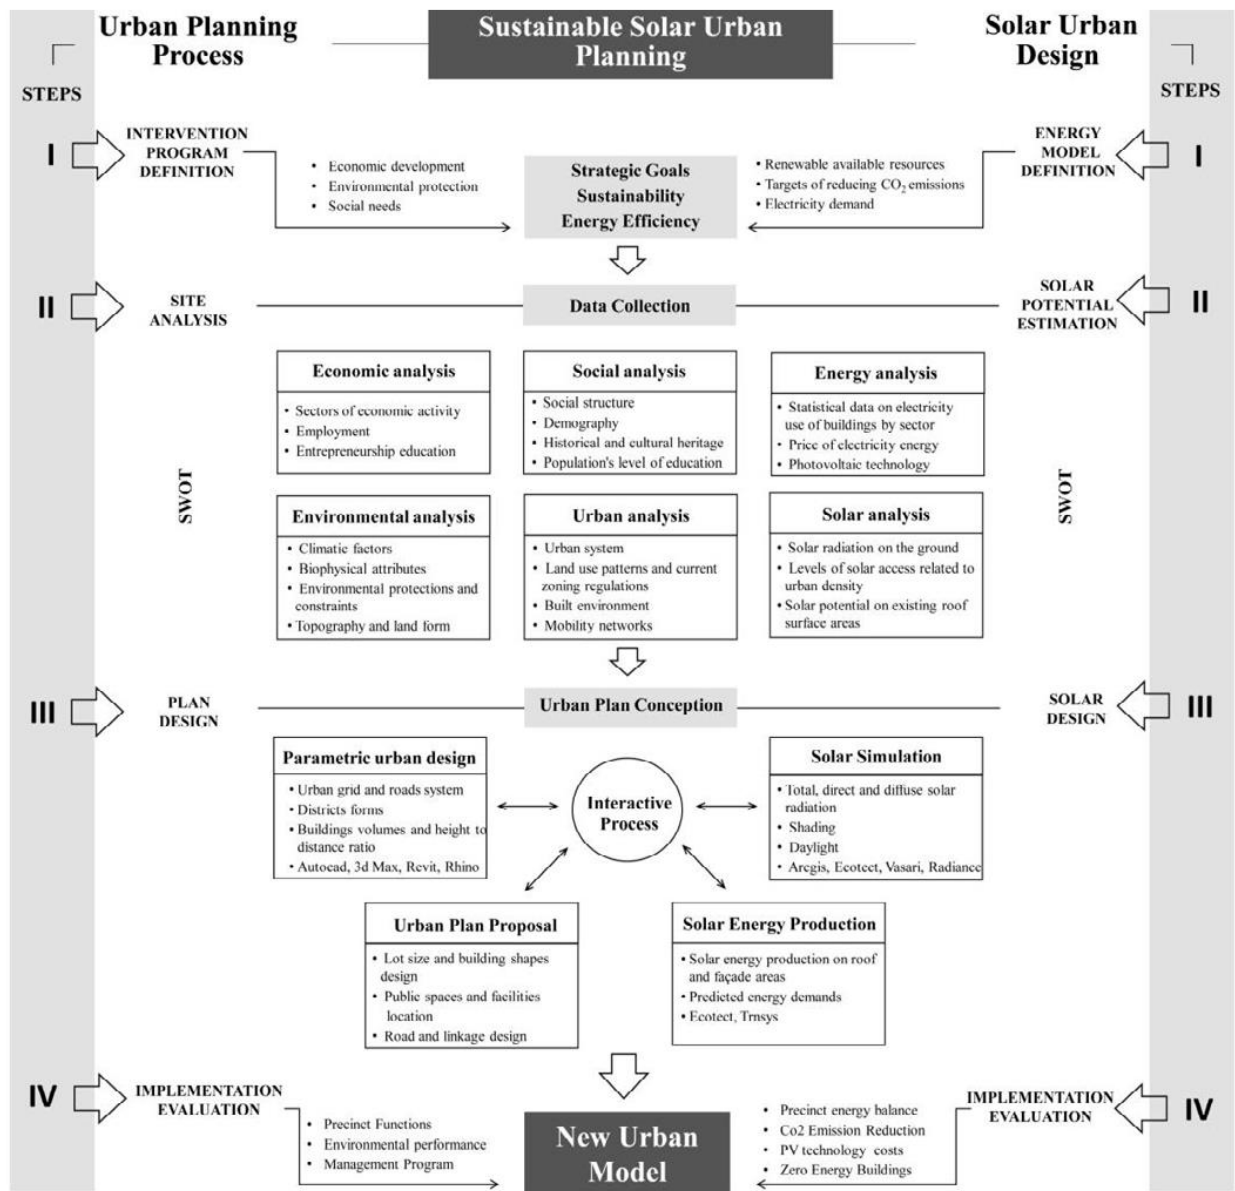 Urban Planning
Process
Sustainable Solar Urban
Planning
Solar Urban
Design
STEPS
STEPS
I
INTERVENTION
PROGRAM
DEFINITION
• Economic development
• Environmental protection
• Social needs
Strategic Goals
Sustainability
Energy Efficiency
• Renewable available resources
• Targets of reducing CO₂ emissions
• Electricity demand
ENERGY
MODEL
DEFINITION
I
II
SITE
ANALYSIS
Data Collection
SOLAR
POTENTIAL
ESTIMATION
II
SWOT
Economic analysis
• Sectors of economic activity
• Employment
• Entrepreneurship education
Social analysis
• Social structure
• Demography
• Historical and cultural heritage
• Population's level of education
Energy analysis
• Statistical data on electricity
use of buildings by sector
• Price of electricity energy
• Photovoltaic technology
SWOT
Environmental analysis
• Climatic factors
• Biophysical attributes
• Environmental protections and
constraints
• Topography and land form
Urban analysis
• Urban system
• Land use patterns and current
zoning regulations
• Built environment
• Mobility networks
Solar analysis
• Solar radiation on the ground
• Levels of solar access related to
urban density
• Solar potential on existing roof
surface areas
III
PLAN
DESIGN
Urban Plan Conception
SOLAR
DESIGN
III
Parametric urban design
• Urban grid and roads system
• Districts forms
• Buildings volumes and height to
distance ratio
• Autocad, 3d Max, Revit, Rhino
Interactive
Process
Solar Simulation
• Total, direct and diffuse solar
radiation
• Shading
• Daylight
• Arcgis, Ecotect, Vasari, Radiance
Urban Plan Proposal
• Lot size and building shapes
design
• Public spaces and facilities
location
• Road and linkage design
Solar Energy Production
• Solar energy production on roof
and façade areas
• Predicted energy demands
• Ecotect, Trnsys
IV
IMPLEMENTATION
EVALUATION
• Precinct Functions
• Environmental performance
• Management Program
New Urban
Model
• Precinct energy balance
• Co2 Emission Reduction
• PV technology costs
• Zero Energy Buildings
IMPLEMENTATION
EVALUATION
IV